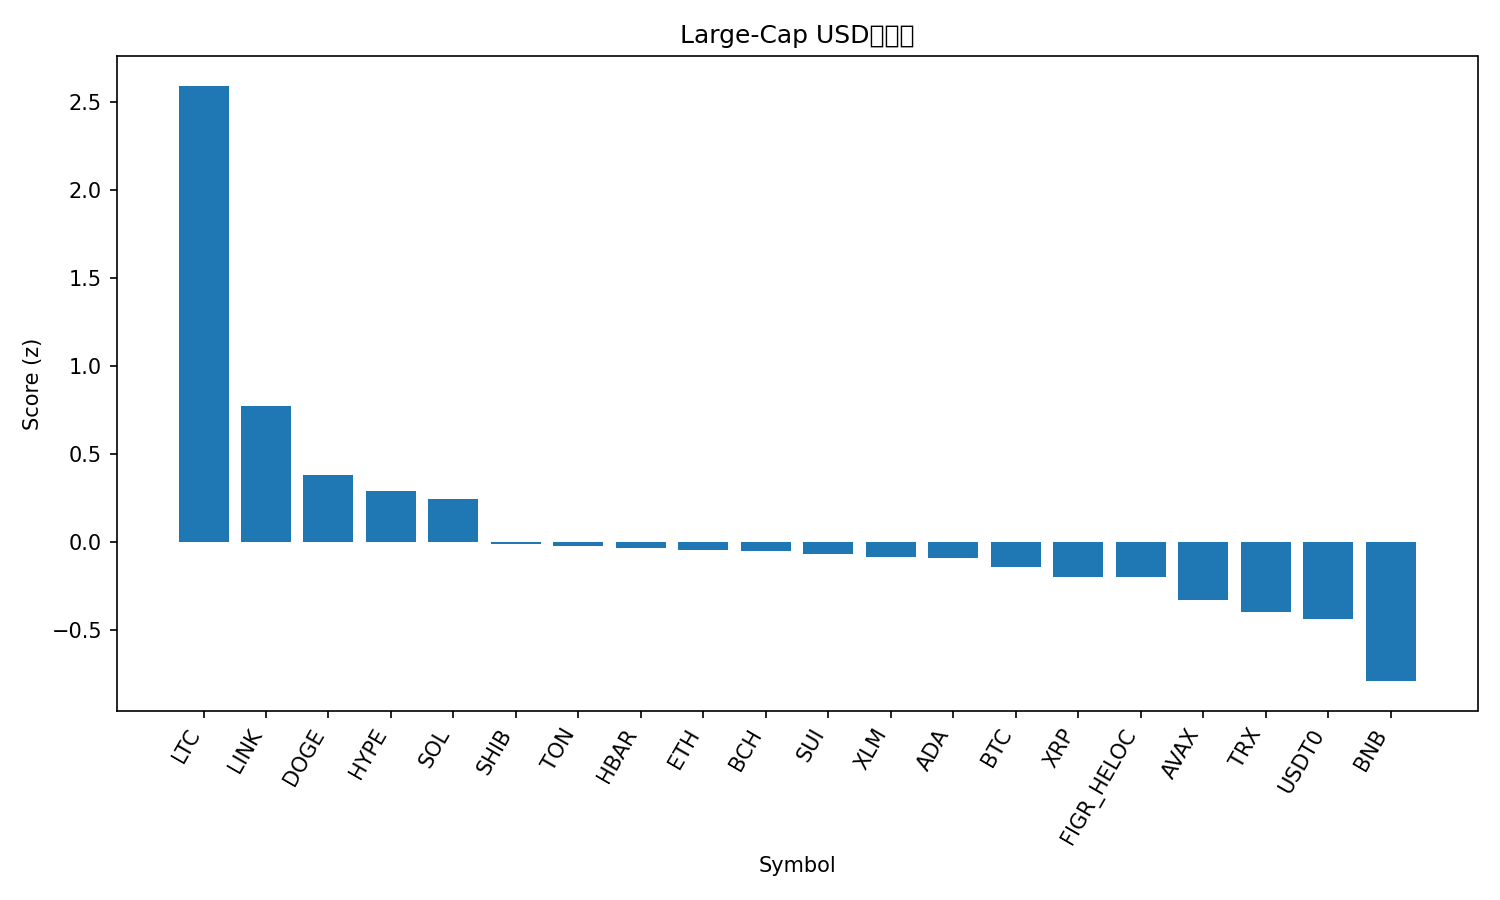 Large-Cap USD
Score (z)
2.5
2.0
1.5
1.0
0.5
0.0
−0.5
LTC
LINK
DOGE
HYPE
SOL
SHIB
TON
HBAR
ETH
BCH
SUI
XLM
ADA
BTC
XRP
FIGR_HELOC
AVAX
TRX
USDT0
BNB
Symbol